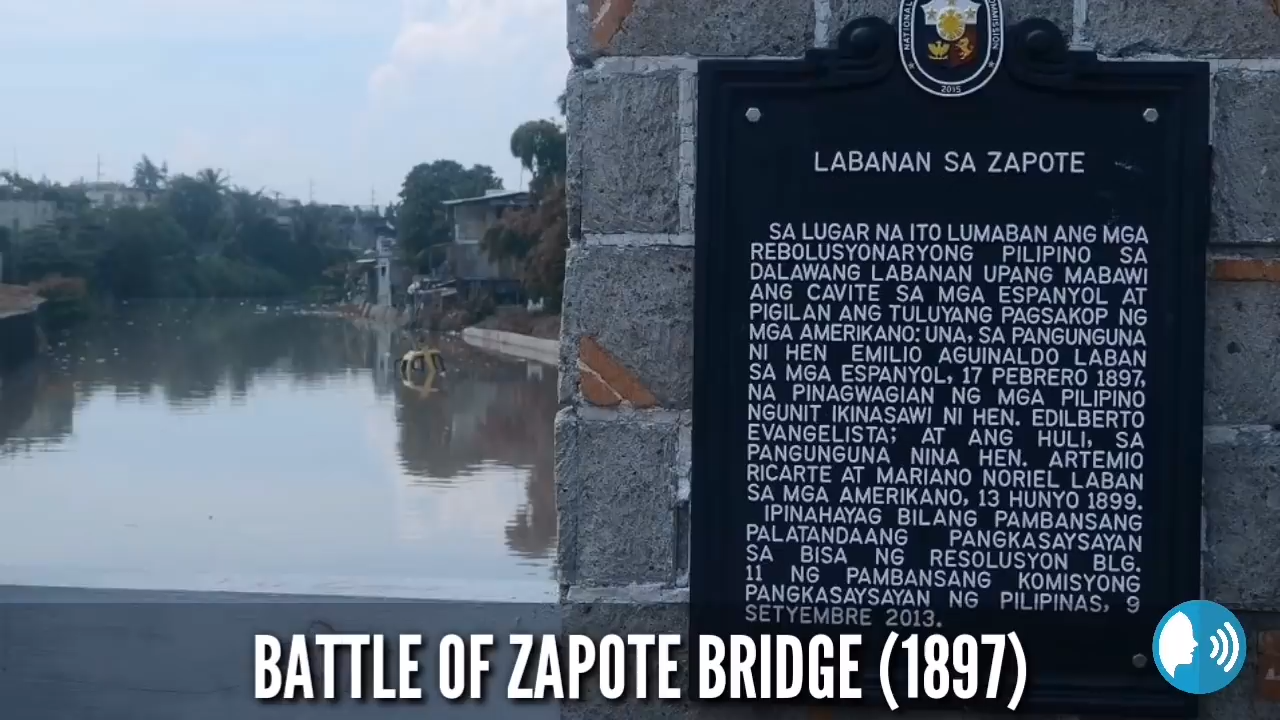 NATIONAL
COMMISSION
2015
LABANAN SA ZAPOTE
SA LUGAR NA ITO LUMABAN ANG MGA
REBOLUSYONARYONG PILIPINO SA
DALAWANG LABANAN UPANG MABAWI
ANG CAVITE SA MGA ESPANYOL AT
PIGILAN ANG TULUYANG PAGSAKOP NG
MGA AMERIKANO: UNA, SA PANGUNGUNA
NI HEN EMILIO AGUINALDO LABAN
SA MGA ESPANYOL, 17 PEBRERO 1897,
NA PINAGWAGIAN NG MGA PILIPINO
NGUNIT IKINASAWI NI HEN. EDILBERTO
EVANGELISTA; AT ANG HULI, SA
PANGUNGUNA NINA HEN. ARTEMIO
RICARTE AT MARIANO NORIEL LABAN
SA MGA AMERIKANO, 13 HUNYO 1899.
IPINAHAYAG BILANG PAMBANSANG
PALATANDAANG PANGKASAYSAYAN
SA BISA NG RESOLUSYON BLG.
11 NG PAMBANSANG KOMISYONG
PANGKASAYSAYAN NG PILIPINAS, 9
SETYEMBRE 2013.
BATTLE OF ZAPOTE BRIDGE (1897)